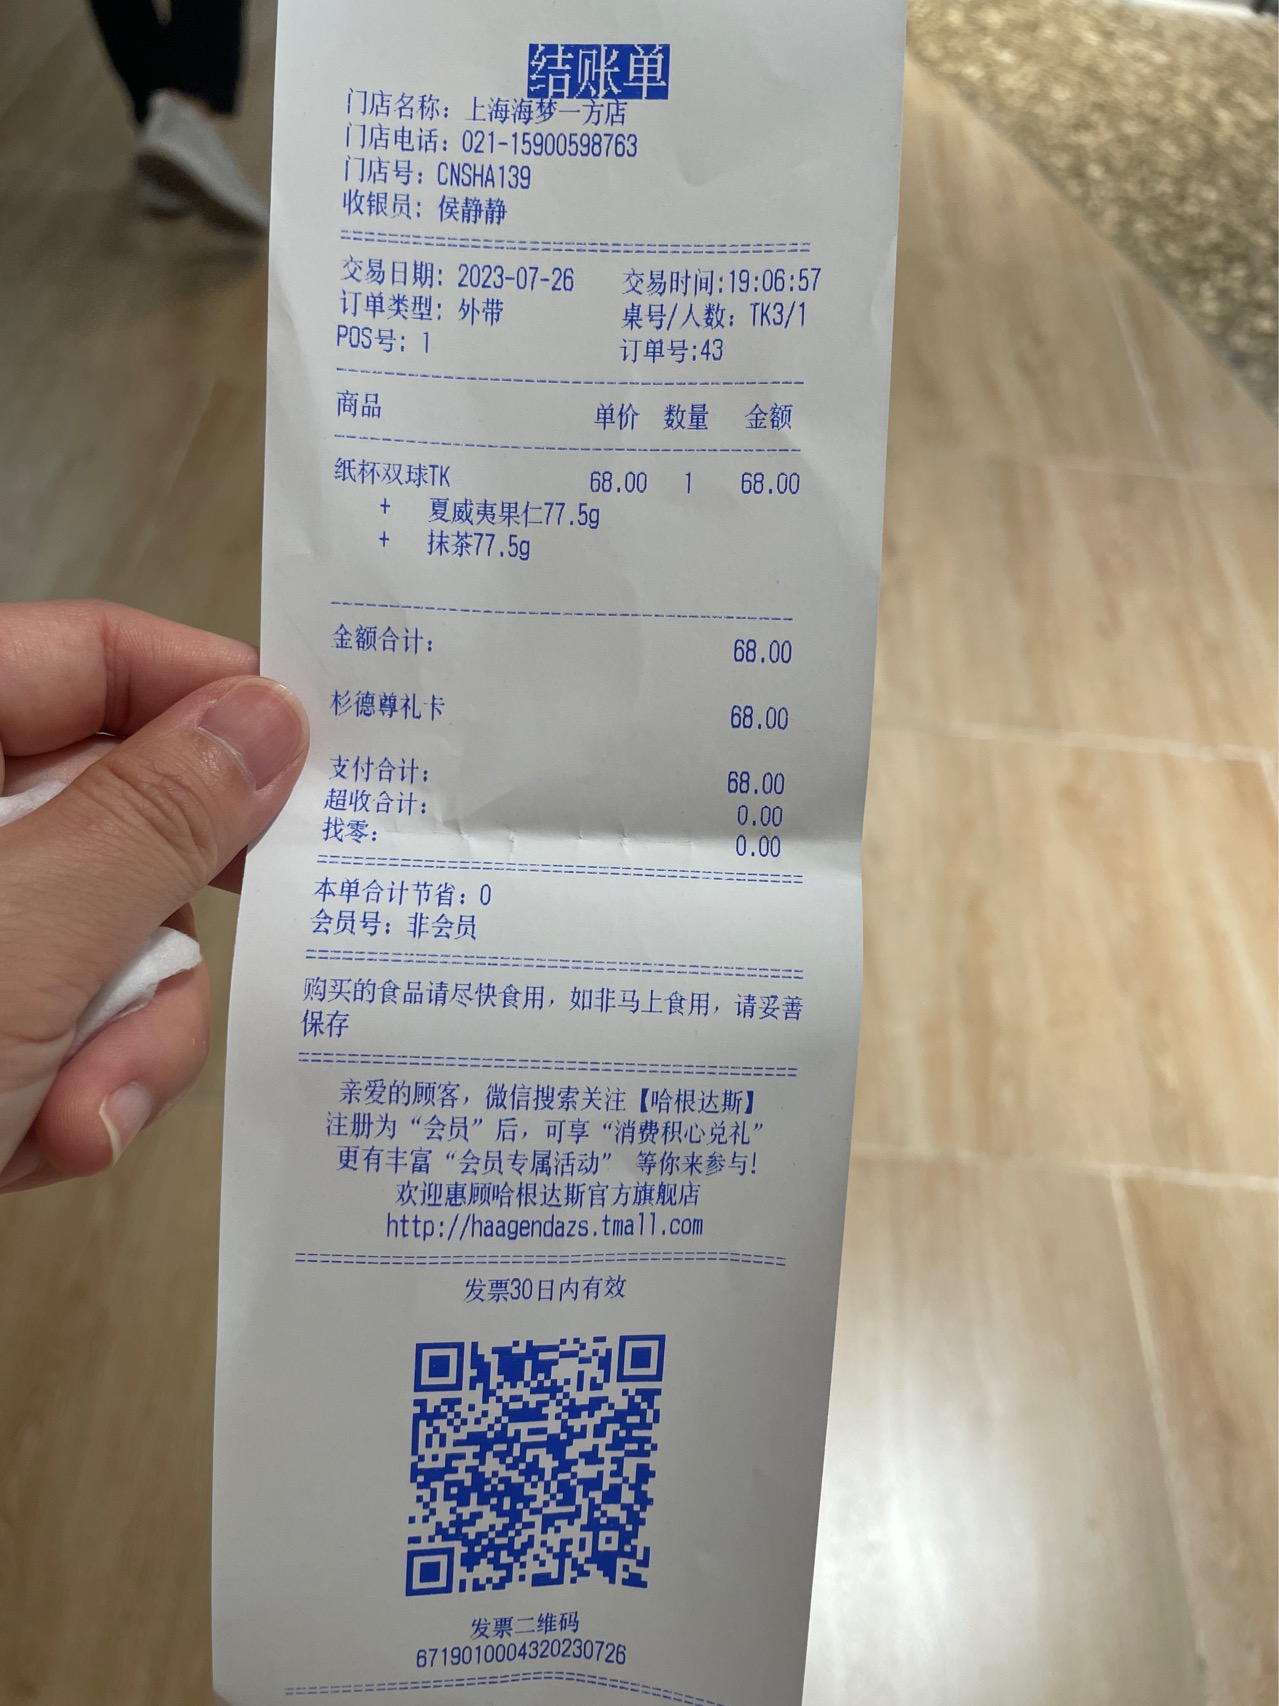 结账单
门店名称：上海海梦一方店
门店电话：021-15900598763
门店号：CNSHA139
收银员：侯静静
交易日期：2023-07-26 交易时间:19:06:57
订单类型：外带 桌号/人数：TK3/1
POS号：1 订单号:43
商品 单价 数量 金额
纸杯双球TK 68.00 1 68.00
+ 夏威夷果仁77.5g
+ 抹茶77.5g
金额合计： 68.00
杉德尊礼卡 68.00
支付合计： 68.00
超收合计： 0.00
找零： 0.00
本单合计节省：0
会员号：非会员
购买的食品请尽快食用，如非马上食用，请妥善
保存
亲爱的顾客，微信搜索关注【哈根达斯】
注册为“会员”后，可享“消费积心兑礼”
更有丰富“会员专属活动” 等你来参与!
欢迎惠顾哈根达斯官方旗舰店
http://haagendazs.tmall.com
发票30日内有效
发票二维码
6719010004320230726